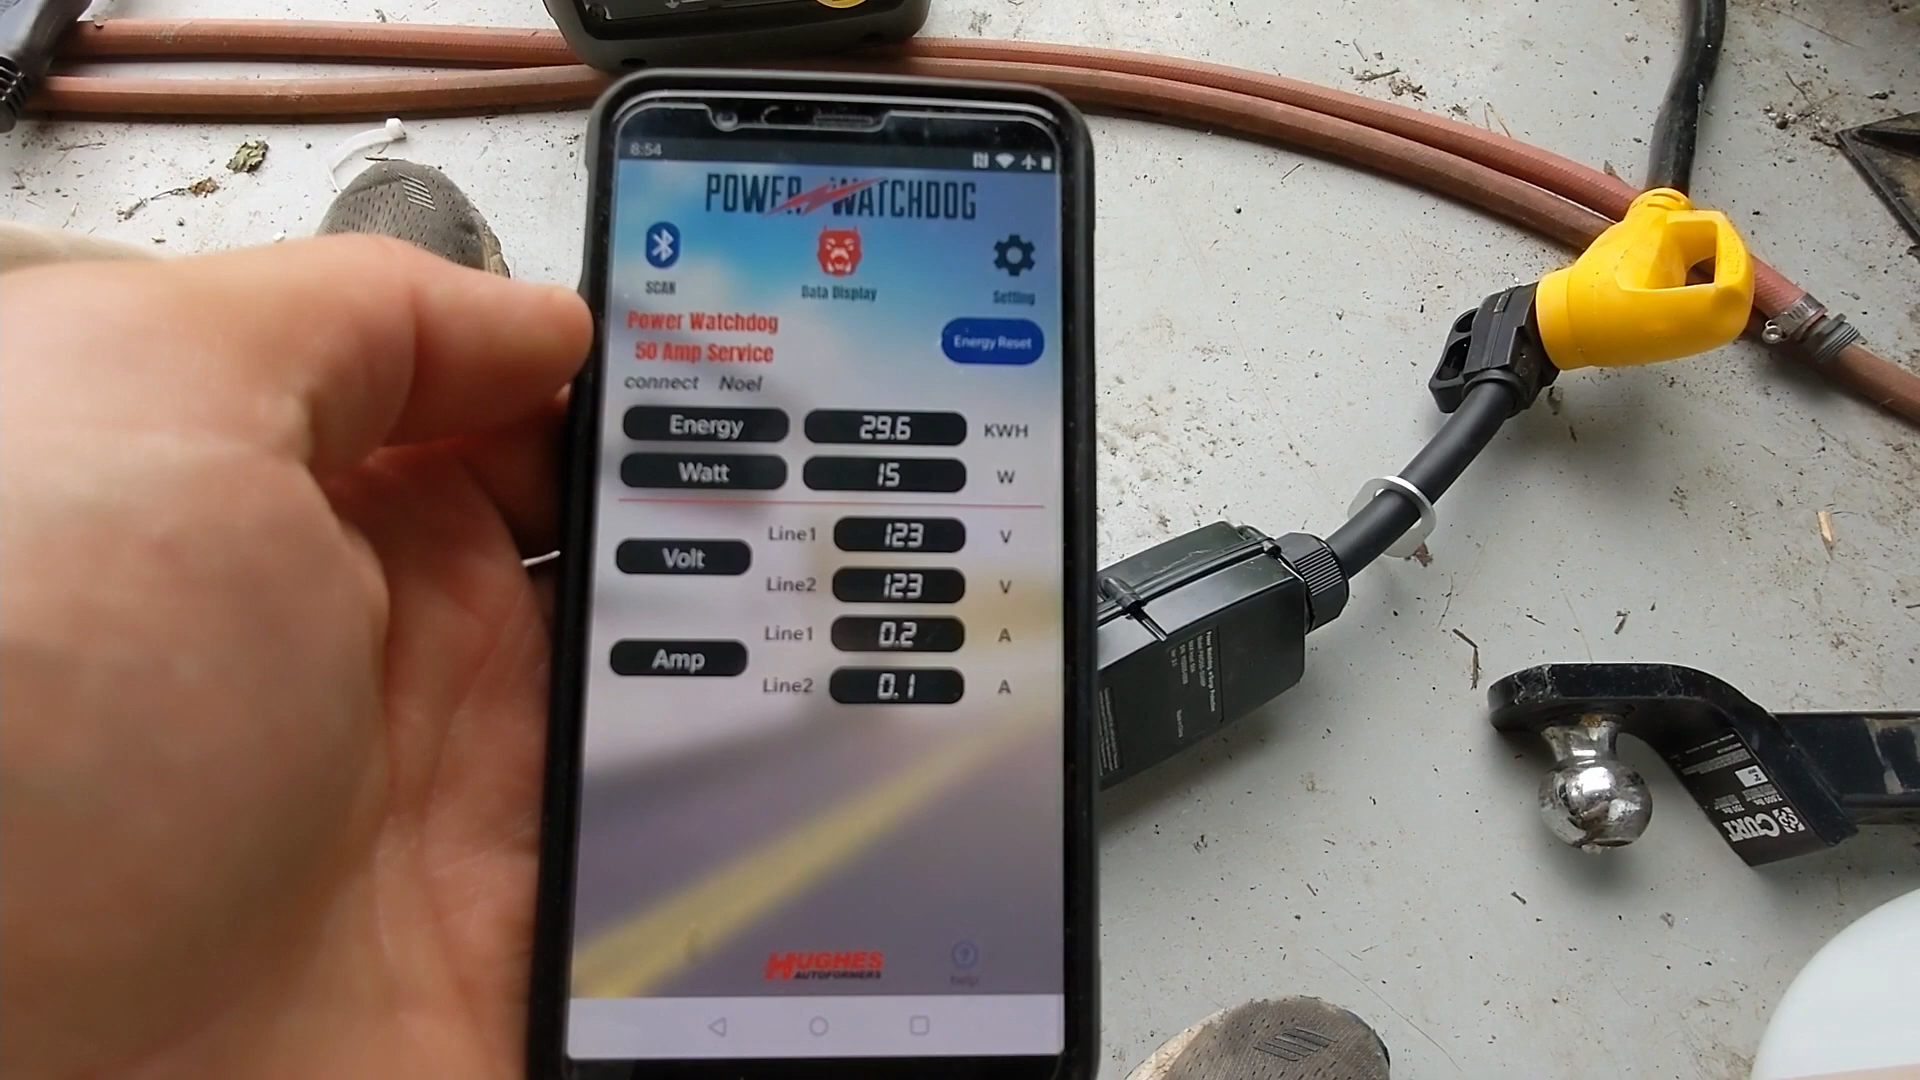 8:54
POWER WATCHDOG
SCAN
Data Display
Setting
Power Watchdog
50 Amp Service
Energy Reset
connect Noel
Energy 29.6 KWH
Watt 15 W
Volt
Line1 123 V
Line2 123 V
Amp
Line1 0.2 A
Line2 0.1 A
HUGHES
AUTOFORMERS
help
CURT